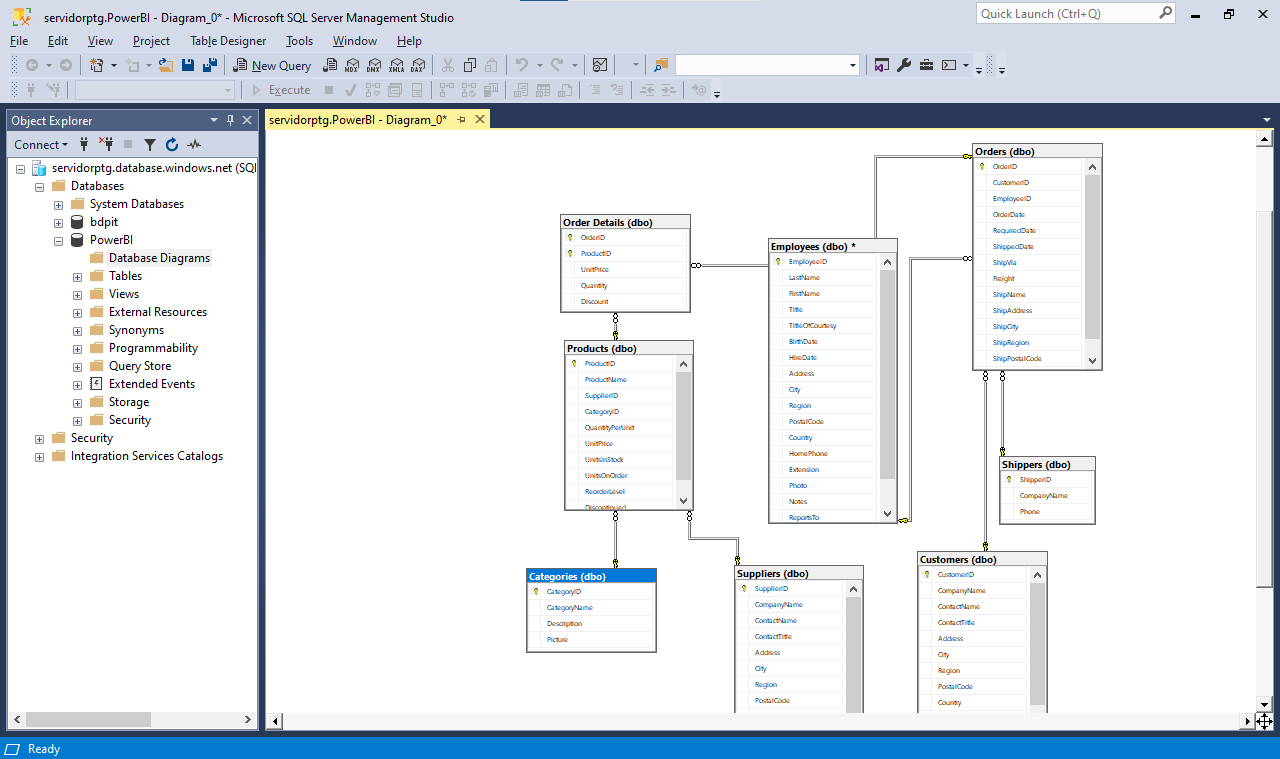 servidorptg.PowerBI - Diagram_0* - Microsoft SQL Server Management Studio
Quick Launch (Ctrl+Q)
File Edit View Project Table Designer Tools Window Help
New Query MDX DMX XMLA DAX
Execute
Object Explorer
servidorptg.PowerBI - Diagram_0*
Connect
servidorptg.database.windows.net (SQL
Databases
System Databases
bdpit
PowerBI
Database Diagrams
Tables
Views
External Resources
Synonyms
Programmability
Query Store
Extended Events
Storage
Security
Security
Integration Services Catalogs
Order Details (dbo)
OrderID
ProductID
UnitPrice
Quantity
Discount
Products (dbo)
ProductID
ProductName
SupplierID
CategoryID
QuantityPerUnit
UnitPrice
UnitsInStock
UnitsOnOrder
ReorderLevel
Discontinued
Categories (dbo)
CategoryID
CategoryName
Description
Picture
Employees (dbo) *
EmployeeID
LastName
FirstName
Title
TitleOfCourtesy
BirthDate
HireDate
Address
City
Region
PostalCode
Country
HomePhone
Extension
Photo
Notes
ReportsTo
Suppliers (dbo)
SupplierID
CompanyName
ContactName
ContactTitle
Address
City
Region
PostalCode
Orders (dbo)
OrderID
CustomerID
EmployeeID
OrderDate
RequiredDate
ShippedDate
ShipVia
Freight
ShipName
ShipAddress
ShipCity
ShipRegion
ShipPostalCode
Shippers (dbo)
ShipperID
CompanyName
Phone
Customers (dbo)
CustomerID
CompanyName
ContactName
ContactTitle
Address
City
Region
PostalCode
Country
Ready